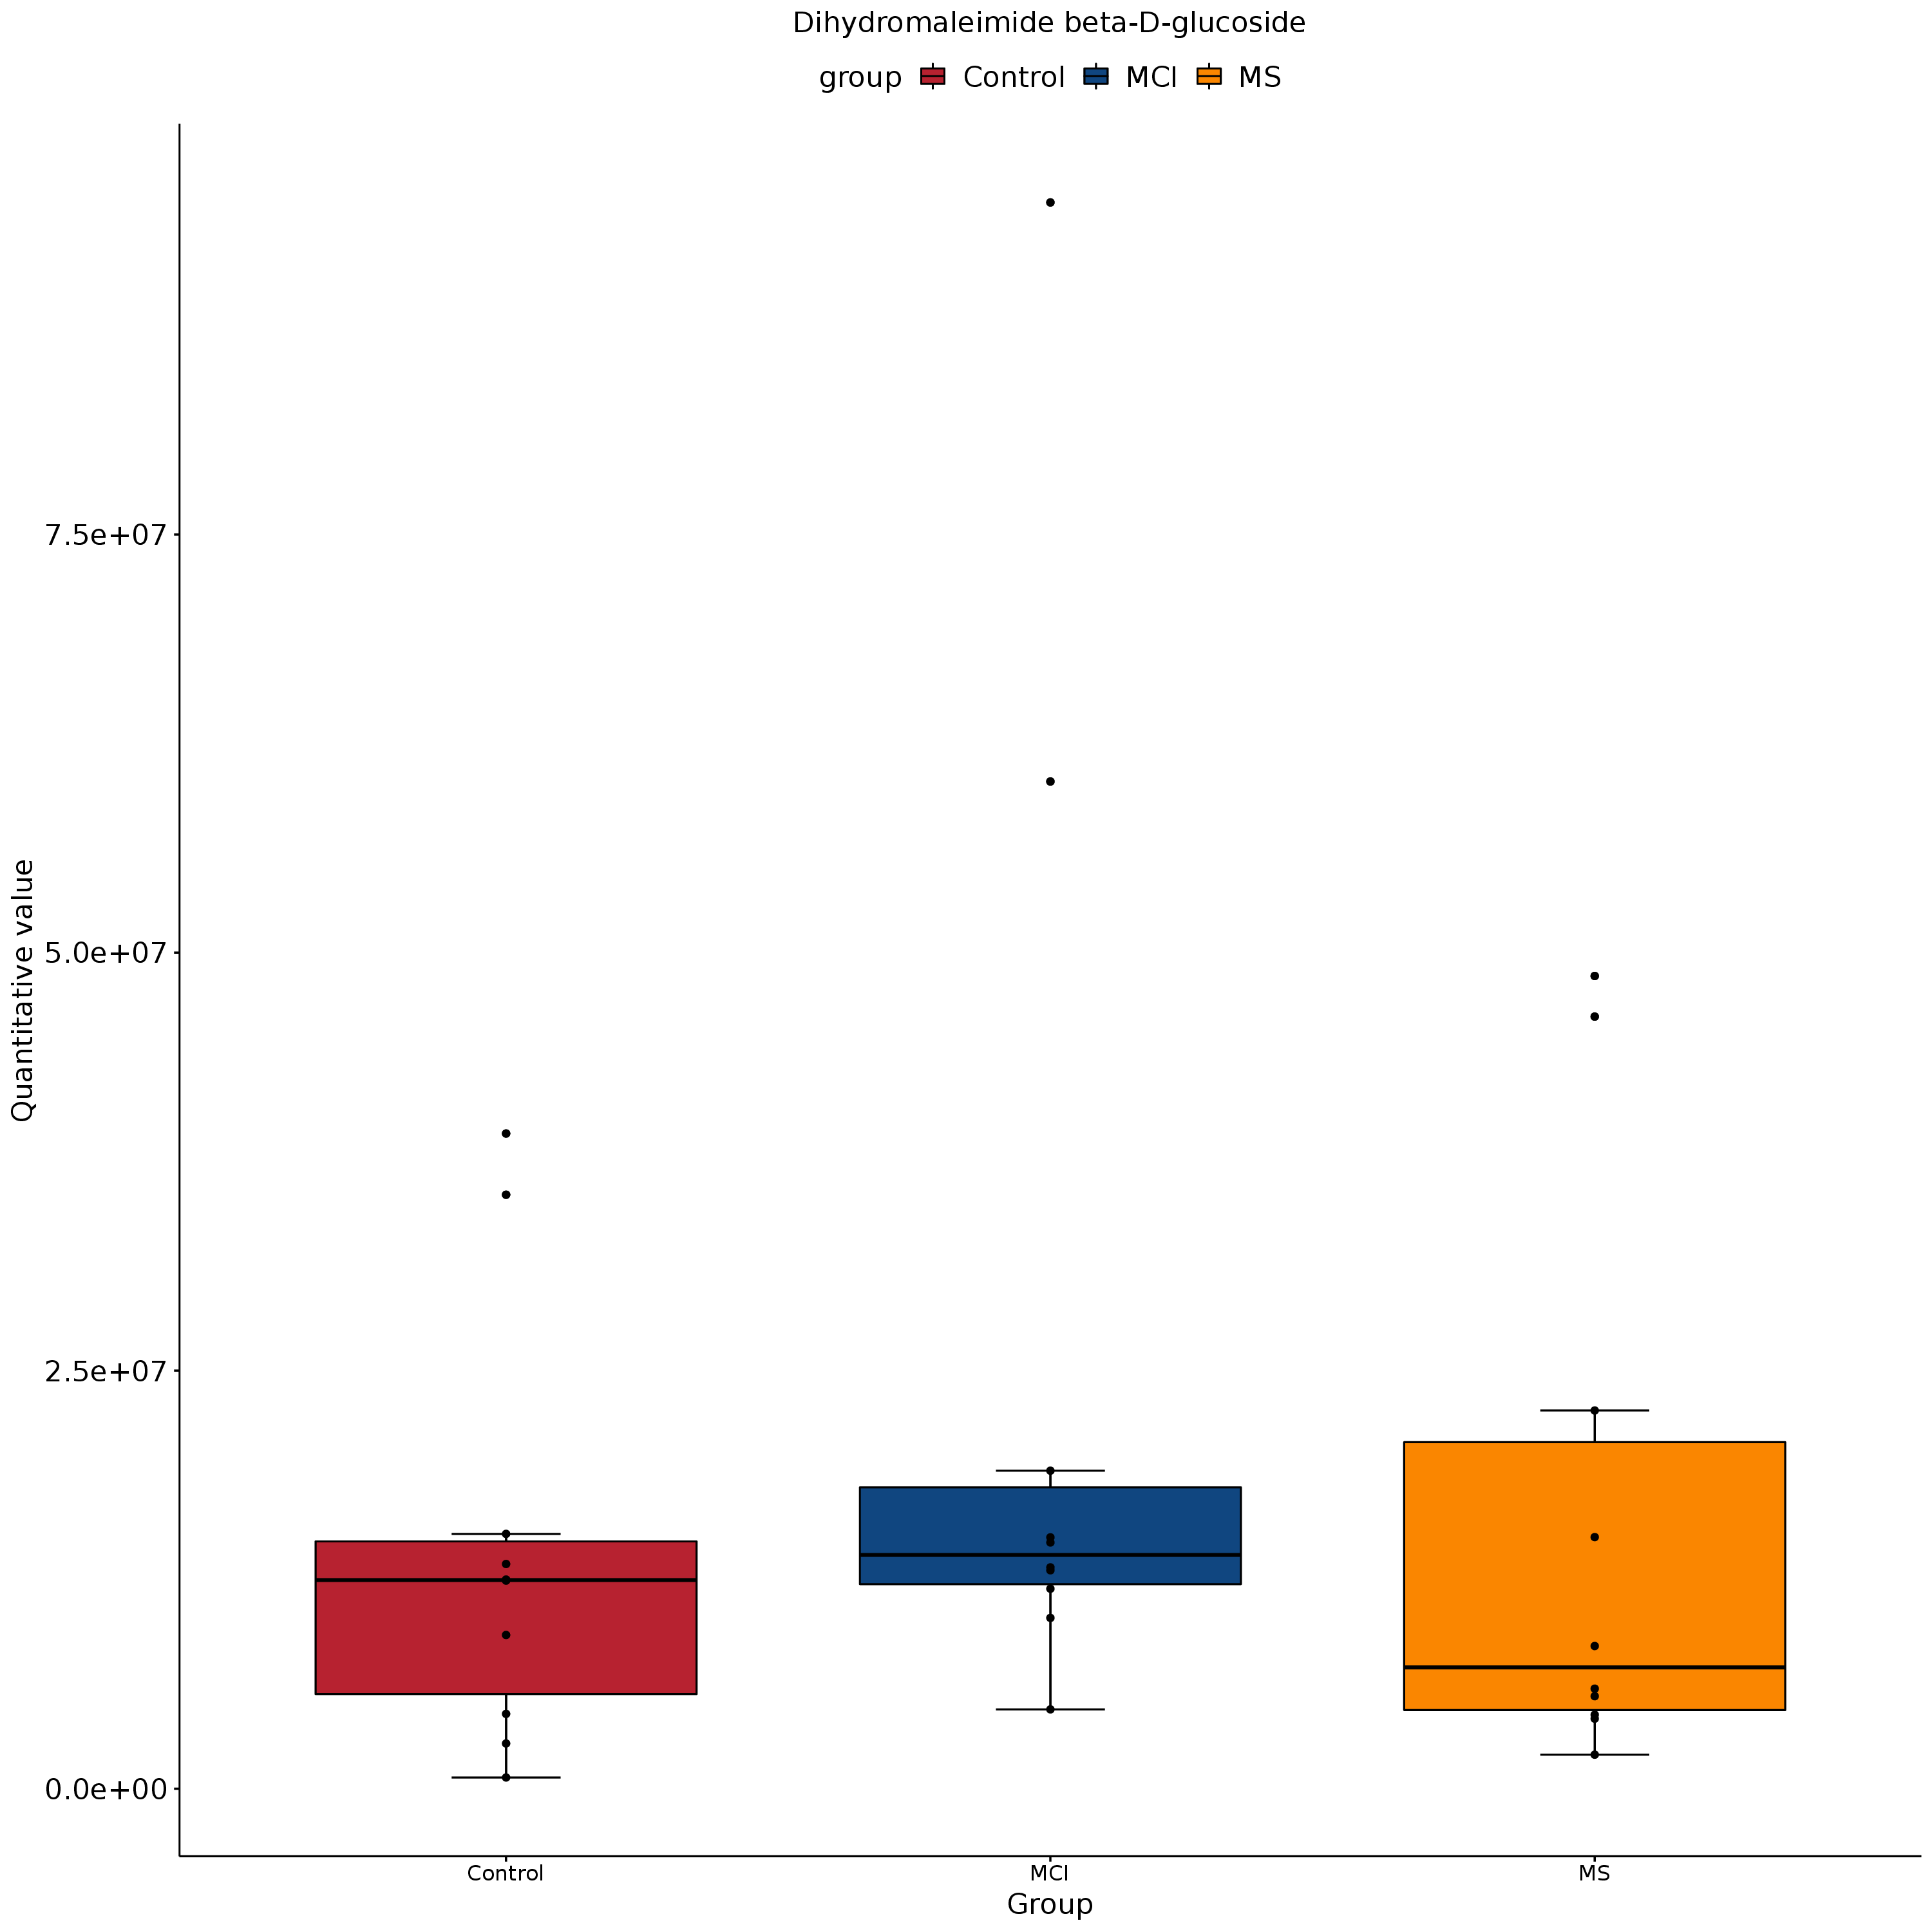 Dihydromaleimide beta-D-glucoside
group Control MCI MS
Quantitative value
7.5e+07
5.0e+07
2.5e+07
0.0e+00
Control MCI MS
Group